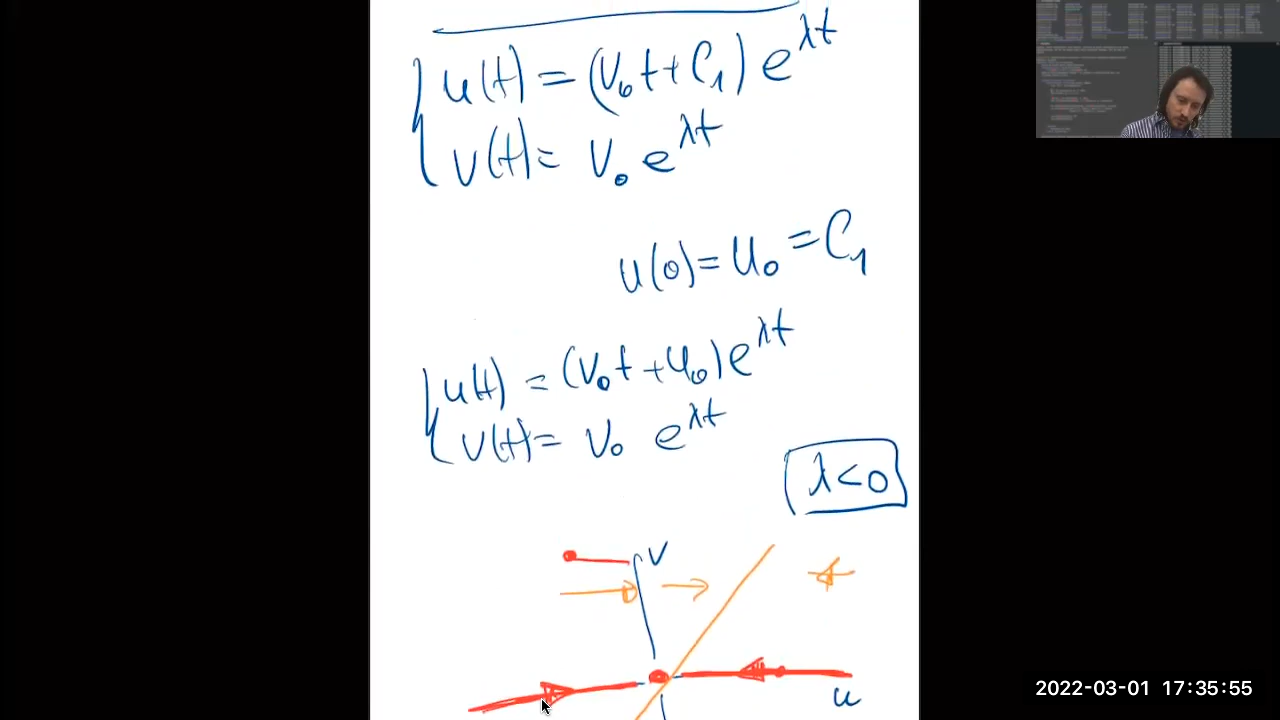 u(t) = (V₀t + C₁) e^λt
v(t) = V₀ e^λt
u(0) = U₀ = C₁
u(t) = (V₀t + U₀) e^λt
v(t) = V₀ e^λt
λ < 0
v
u
2022-03-01 17:35:55